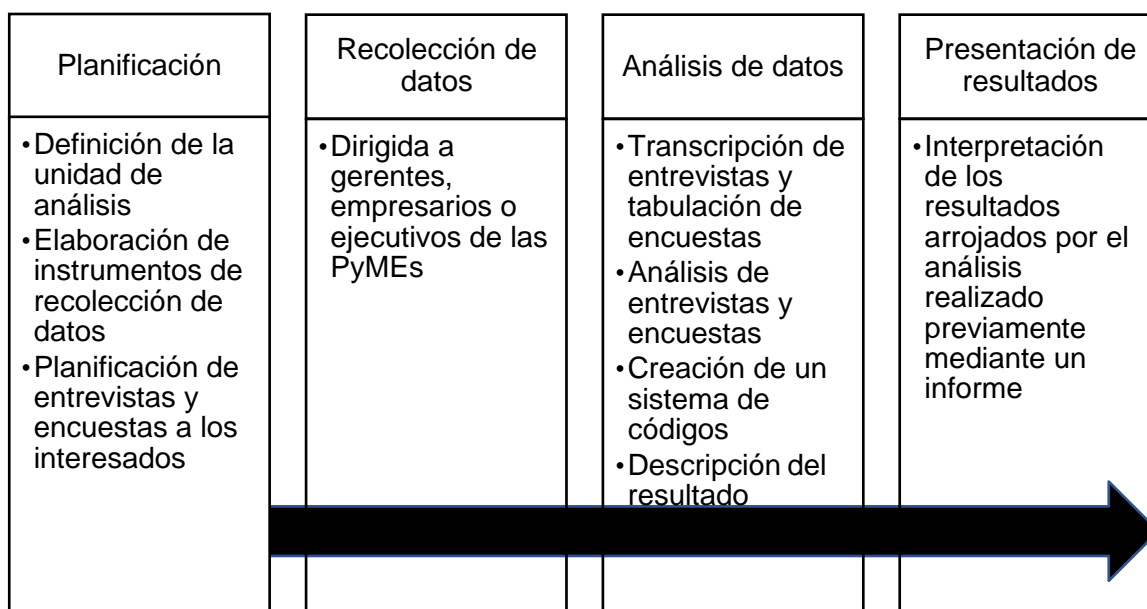 Planificación
•Definición de la
unidad de
análisis
•Elaboración de
instrumentos de
recolección de
datos
•Planificación de
entrevistas y
encuestas a los
interesados
Recolección de
datos
•Dirigida a
gerentes,
empresarios o
ejecutivos de las
PyMEs
Análisis de datos
•Transcripción de
entrevistas y
tabulación de
encuestas
•Análisis de
entrevistas y
encuestas
•Creación de un
sistema de
códigos
•Descripción del
resultado
Presentación de
resultados
•Interpretación
de los
resultados
arrojados por el
análisis
realizado
previamente
mediante un
informe